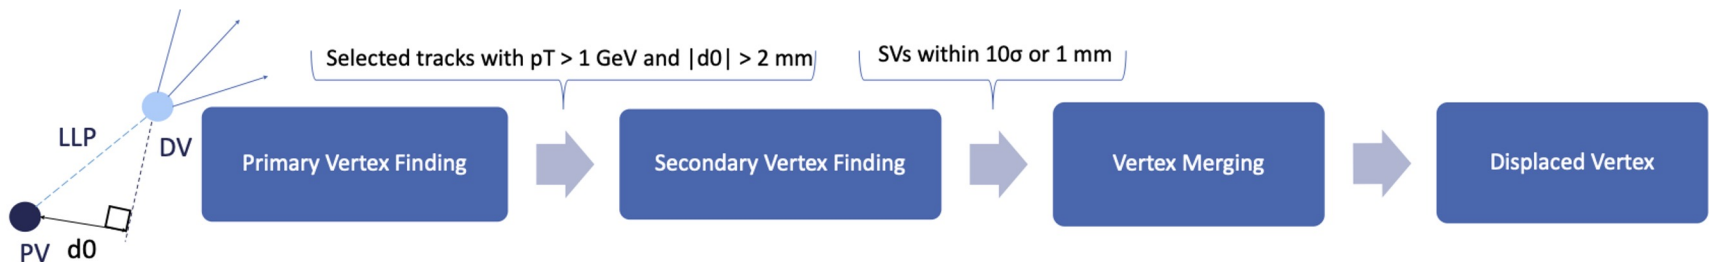 LLP
DV
PV
d0
Selected tracks with pT > 1 GeV and |d0| > 2 mm
SVs within 10σ or 1 mm
Primary Vertex Finding
Secondary Vertex Finding
Vertex Merging
Displaced Vertex